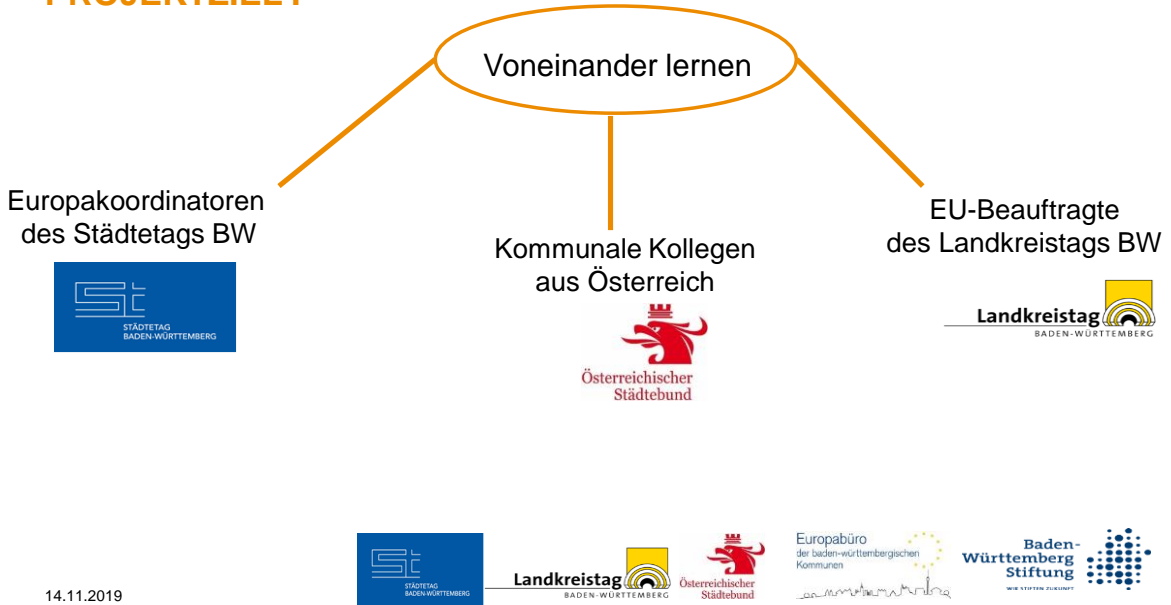 Voneinander lernen
Europakoordinatoren
des Städtetags BW
Kommunale Kollegen
aus Österreich
EU-Beauftragte
des Landkreistags BW
STÄDTETAG
BADEN-WÜRTTEMBERG
Österreichischer
Städtebund
Landkreistag
BADEN-WÜRTTEMBERG
14.11.2019
STÄDTETAG
BADEN-WÜRTTEMBERG
Landkreistag
BADEN-WÜRTTEMBERG
Österreichischer
Städtebund
Europabüro
der baden-württembergischen
Kommunen
Baden-
Württemberg
Stiftung
WIR STIFTEN ZUKUNFT